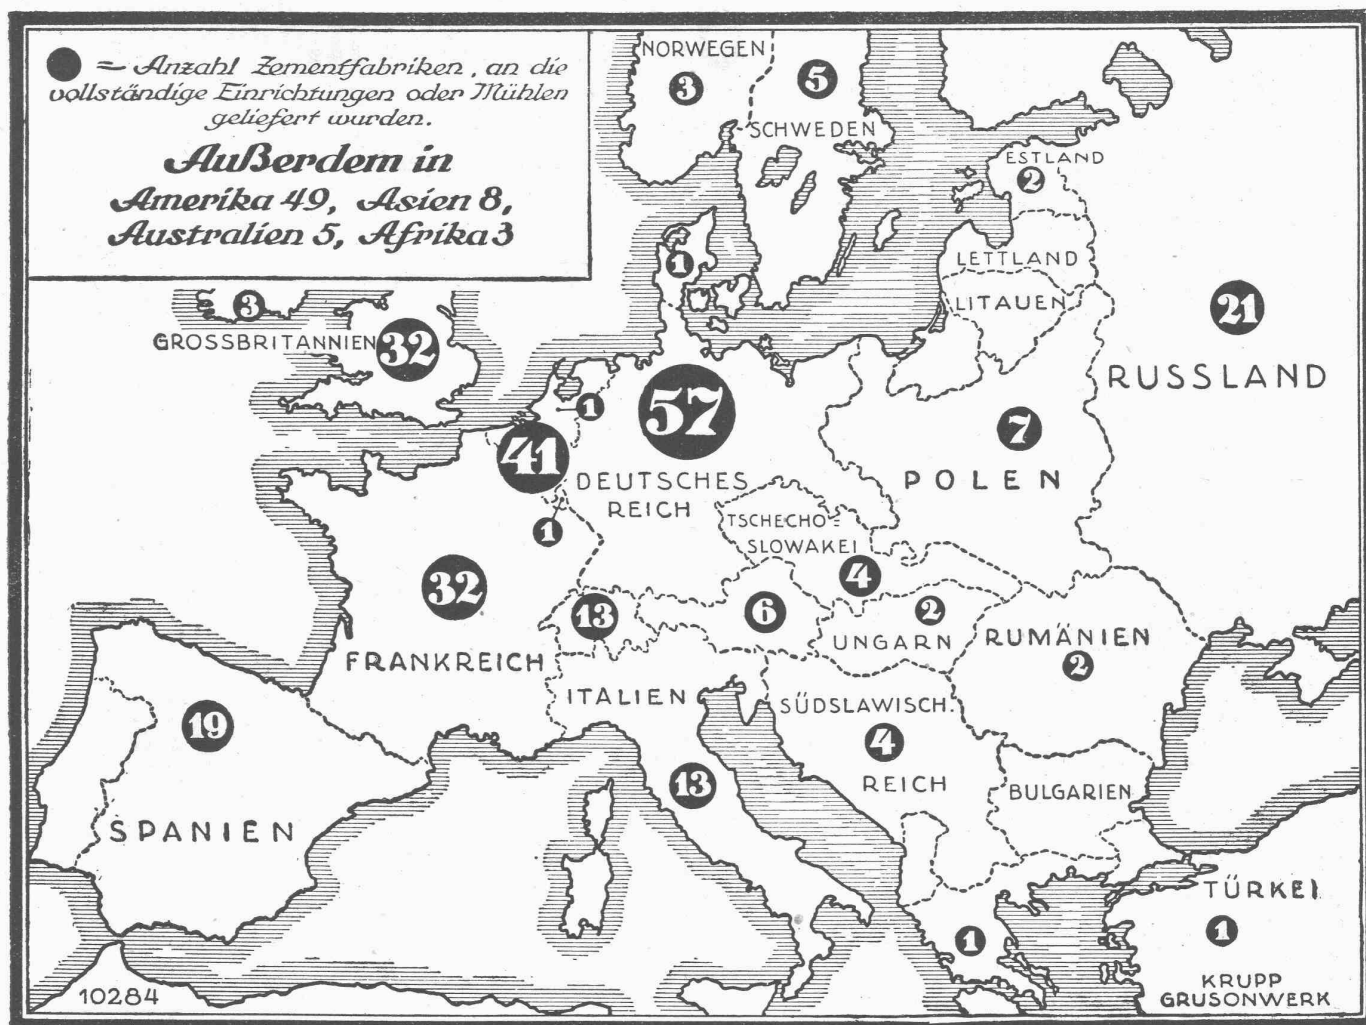 = Anzahl Zementfabriken, an die
vollständige Einrichtungen oder Mühlen
geliefert wurden.
Außerdem in
Amerika 49, Asien 8,
Australien 5, Afrika 3
NORWEGEN
3
5
SCHWEDEN
ESTLAND
2
1
LETTLAND
LITAUEN
3
GROSSBRITANNIEN
32
21
RUSSLAND
1
57
7
POLEN
41
DEUTSCHES
REICH
1
TSCHECHO-
SLOWAKEI
4
32
FRANKREICH
13
6
2
UNGARN
RUMÄNIEN
2
ITALIEN
SÜDSLAWISCH.
4
REICH
19
SPANIEN
13
BULGARIEN
TÜRKEI
1
1
KRUPP
GRUSONWERK
10284